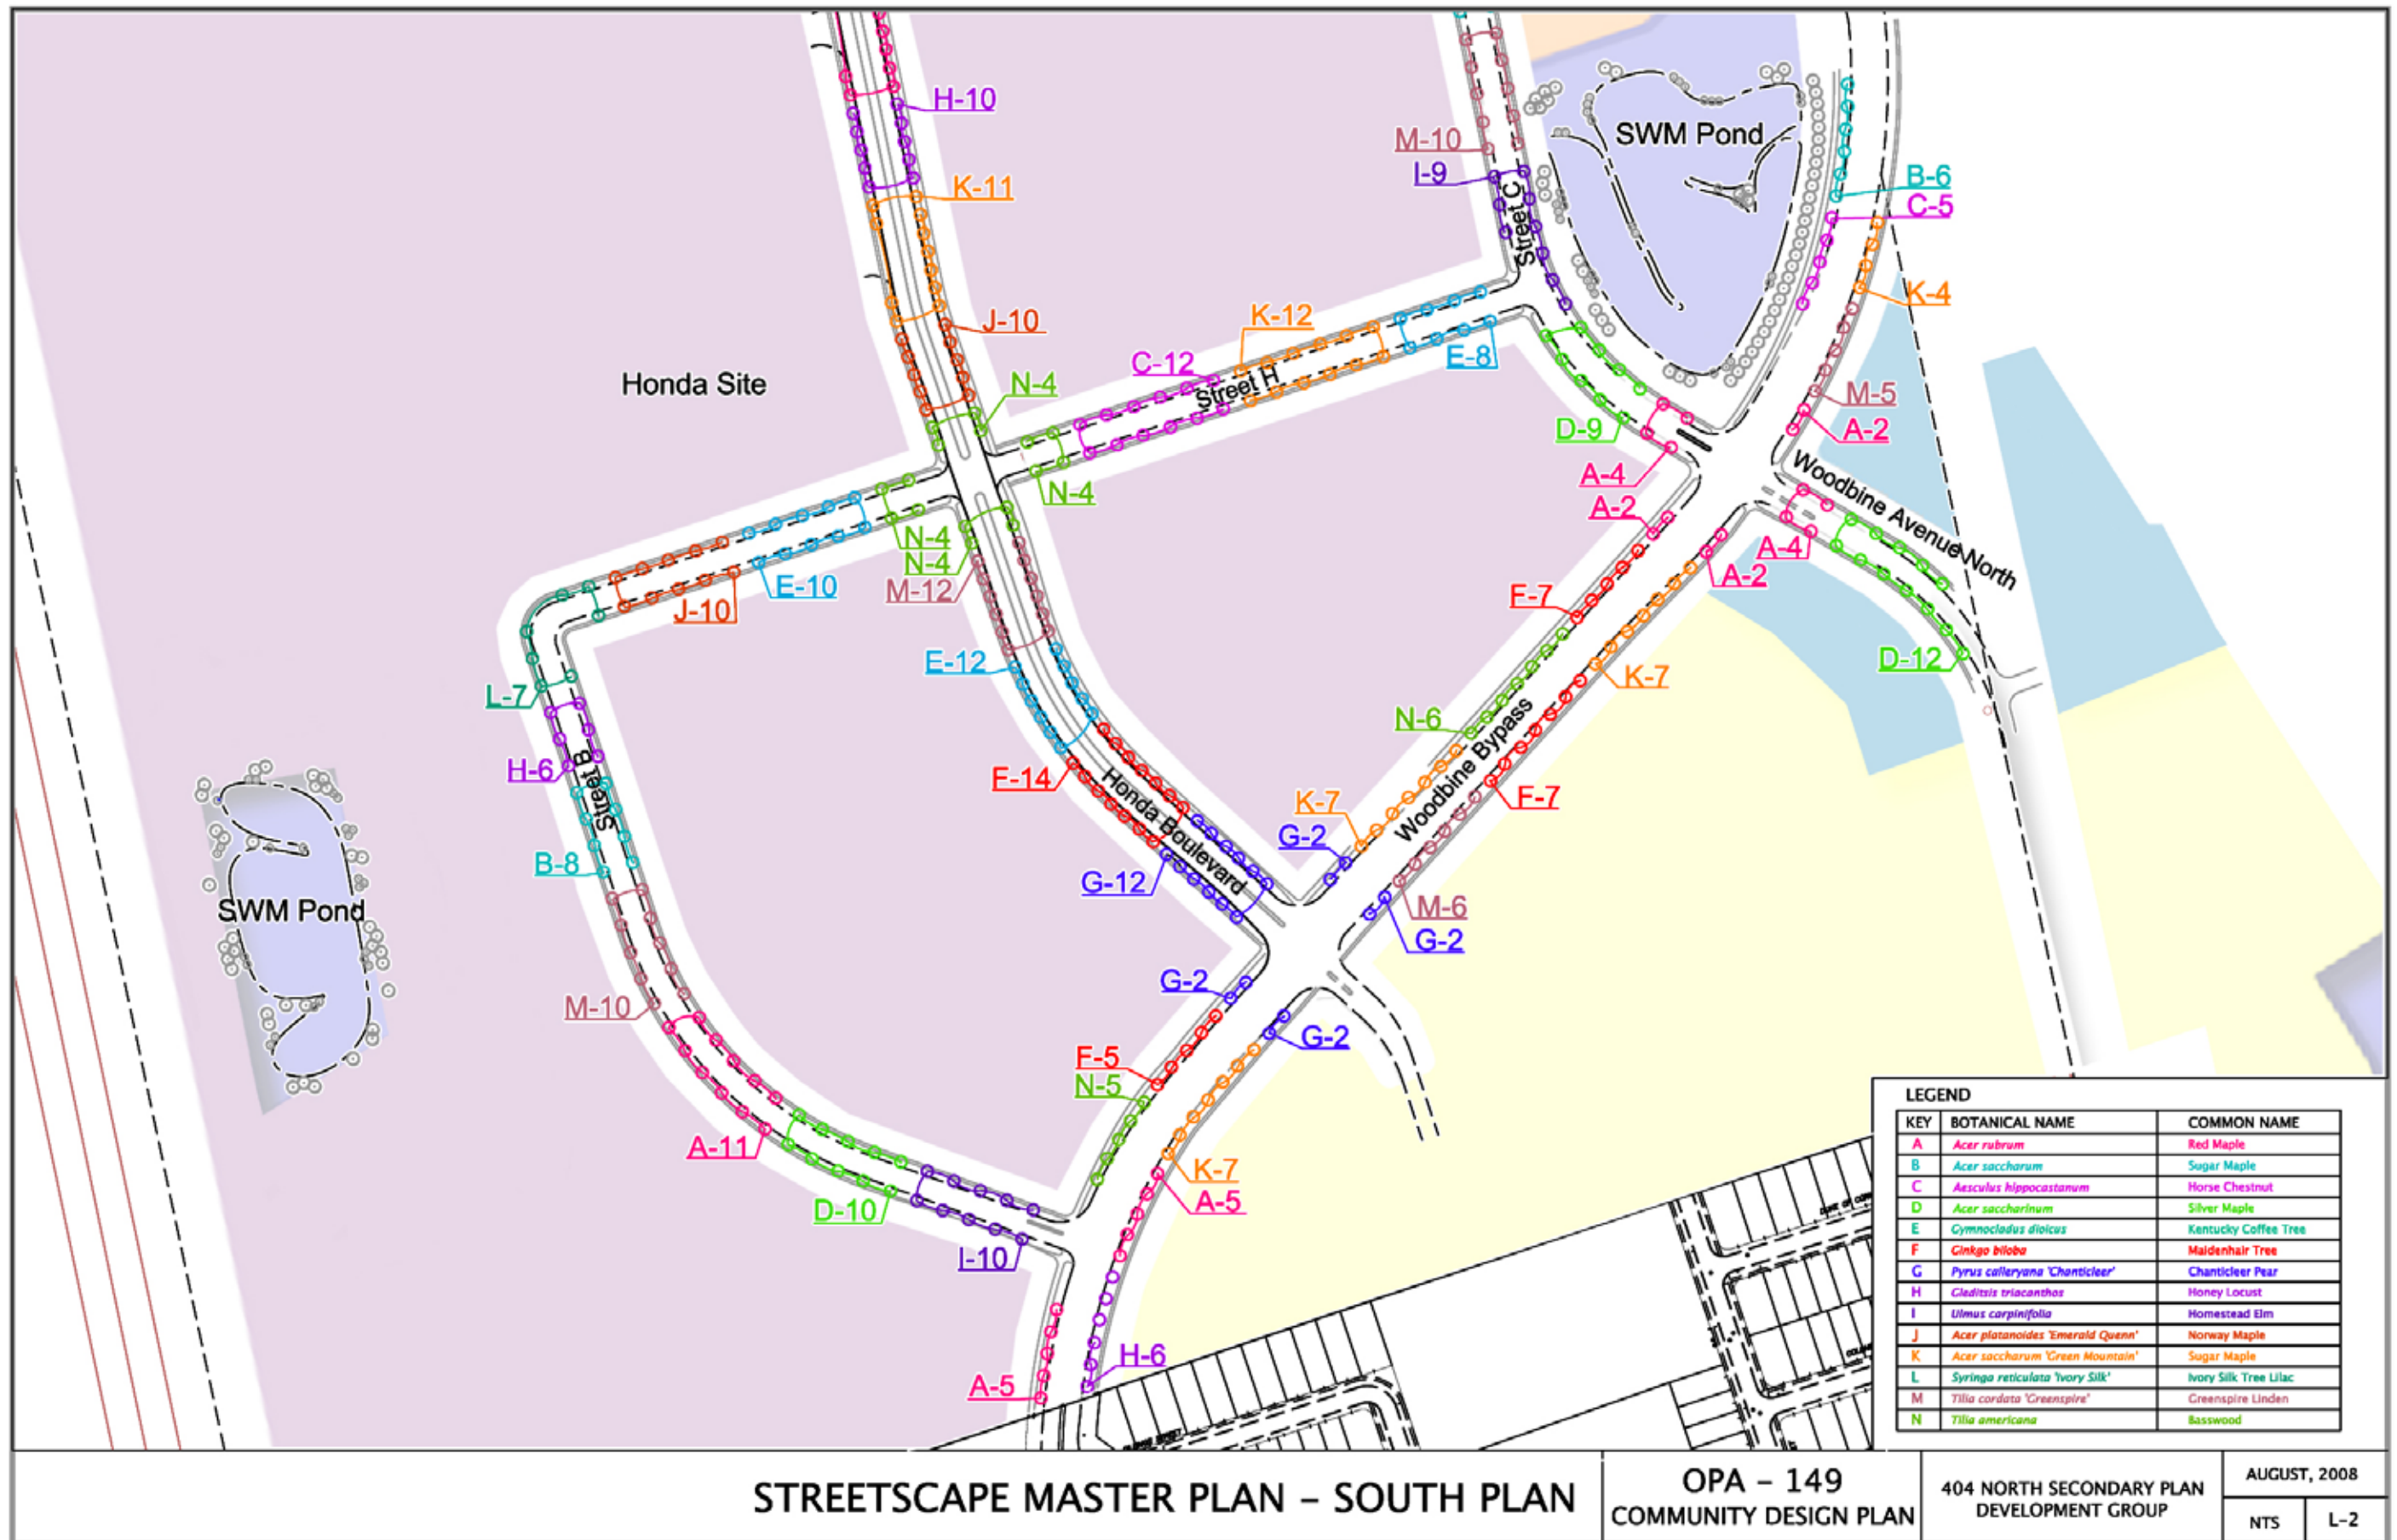 H-10
K-11
J-10
N-4
Honda Site
M-10
I-9
Street C
SWM Pond
B-6
C-5
K-4
M-5
A-2
K-12
C-12
Street H
E-8
D-9
A-4
A-2
N-4
Woodbine Avenue North
A-4
A-2
D-12
N-4
N-4
M-12
E-10
J-10
F-7
K-7
E-12
L-7
N-6
Woodbine Bypass
H-6
Street B
F-14
Honda Boulevard
K-7
F-7
G-2
B-8
G-12
M-6
G-2
SWM Pond
M-10
G-2
G-2
F-5
N-5
A-11
K-7
A-5
D-10
I-10
H-6
A-5
LEGEND
KEY BOTANICAL NAME COMMON NAME
A Acer rubrum Red Maple
B Acer saccharum Sugar Maple
C Aesculus hippocastanum Horse Chestnut
D Acer saccharinum Silver Maple
E Gymnocladus dioicus Kentucky Coffee Tree
F Ginkgo biloba Maidenhair Tree
G Pyrus calleryana 'Chanticleer' Chanticleer Pear
H Gleditsis triacanthos Honey Locust
I Ulmus carpinifolia Homestead Elm
J Acer platanoides 'Emerald Quenn' Norway Maple
K Acer saccharum 'Green Mountain' Sugar Maple
L Syringa reticulata 'Ivory Silk' Ivory Silk Tree Lilac
M Tilia cordata 'Greenspire' Greenspire Linden
N Tilia americana Basswood
STREETSCAPE MASTER PLAN – SOUTH PLAN
OPA – 149
COMMUNITY DESIGN PLAN
404 NORTH SECONDARY PLAN
DEVELOPMENT GROUP
AUGUST, 2008
NTS
L-2